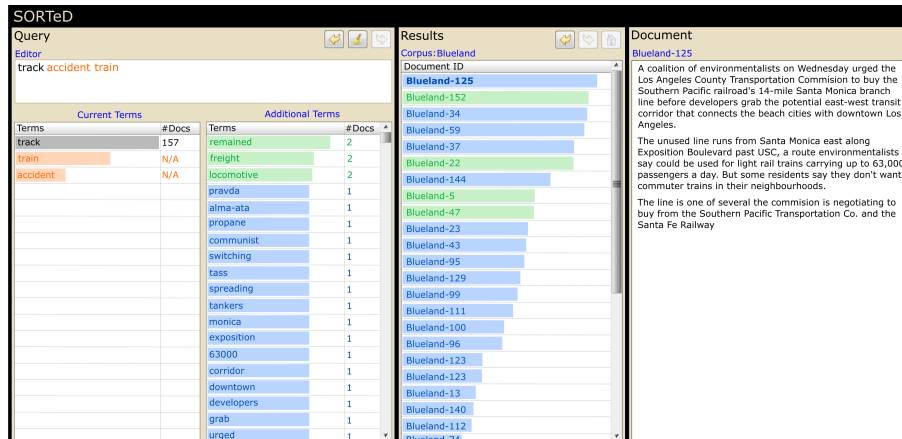 SORTeD
Query
Editor
track accident train
Current Terms
Terms #Docs
track 157
train N/A
accident N/A
Additional Terms
Terms #Docs
remained 2
freight 2
locomotive 2
pravda 1
alma-ata 1
propane 1
communist 1
switching 1
tass 1
spreading 1
tankers 1
monica 1
exposition 1
63000 1
corridor 1
downtown 1
developers 1
grab 1
urged 1
Results
Corpus:Blueland
Document ID
Blueland-125
Blueland-152
Blueland-34
Blueland-59
Blueland-37
Blueland-22
Blueland-144
Blueland-5
Blueland-47
Blueland-23
Blueland-43
Blueland-95
Blueland-129
Blueland-99
Blueland-111
Blueland-100
Blueland-96
Blueland-123
Blueland-123
Blueland-13
Blueland-140
Blueland-112
Blueland-74
Document
Blueland-125
A coalition of environmentalists on Wednesday urged the
Los Angeles County Transportation Commision to buy the
Southern Pacific railroad's 14-mile Santa Monica branch
line before developers grab the potential east-west transit
corridor that connects the beach cities with downtown Los
Angeles.
The unused line runs from Santa Monica east along
Exposition Boulevard past USC, a route environmentalists
say could be used for light rail trains carrying up to 63,000
passengers a day. But some residents say they don't want
commuter trains in their neighbourhoods.
The line is one of several the commision is negotiating to
buy from the Southern Pacific Transportation Co. and the
Santa Fe Railway